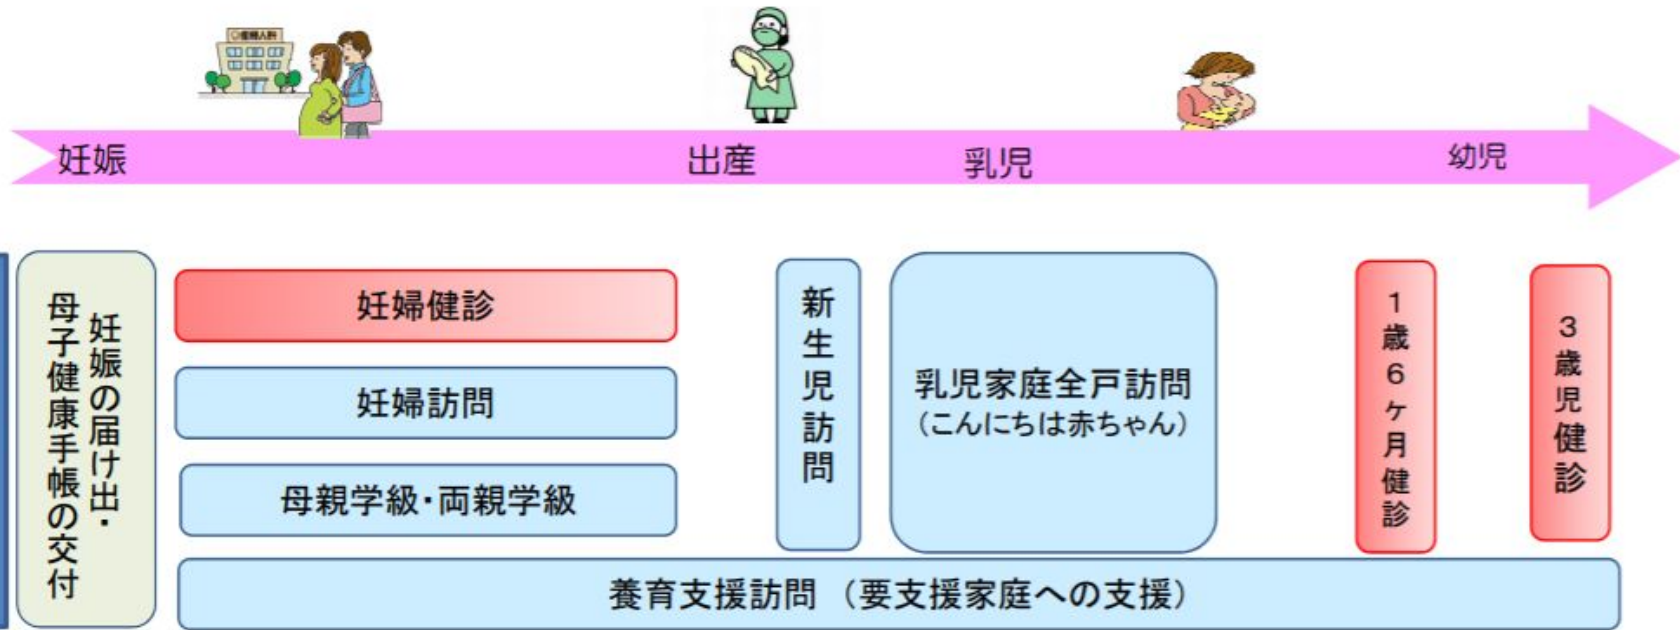 産婦人科
妊娠
出産
乳児
幼児
妊娠の届け出・
母子健康手帳の交付
妊婦健診
妊婦訪問
母親学級・両親学級
新生児訪問
乳児家庭全戸訪問
（こんにちは赤ちゃん）
１歳６ヶ月健診
３歳児健診
養育支援訪問 （要支援家庭への支援）